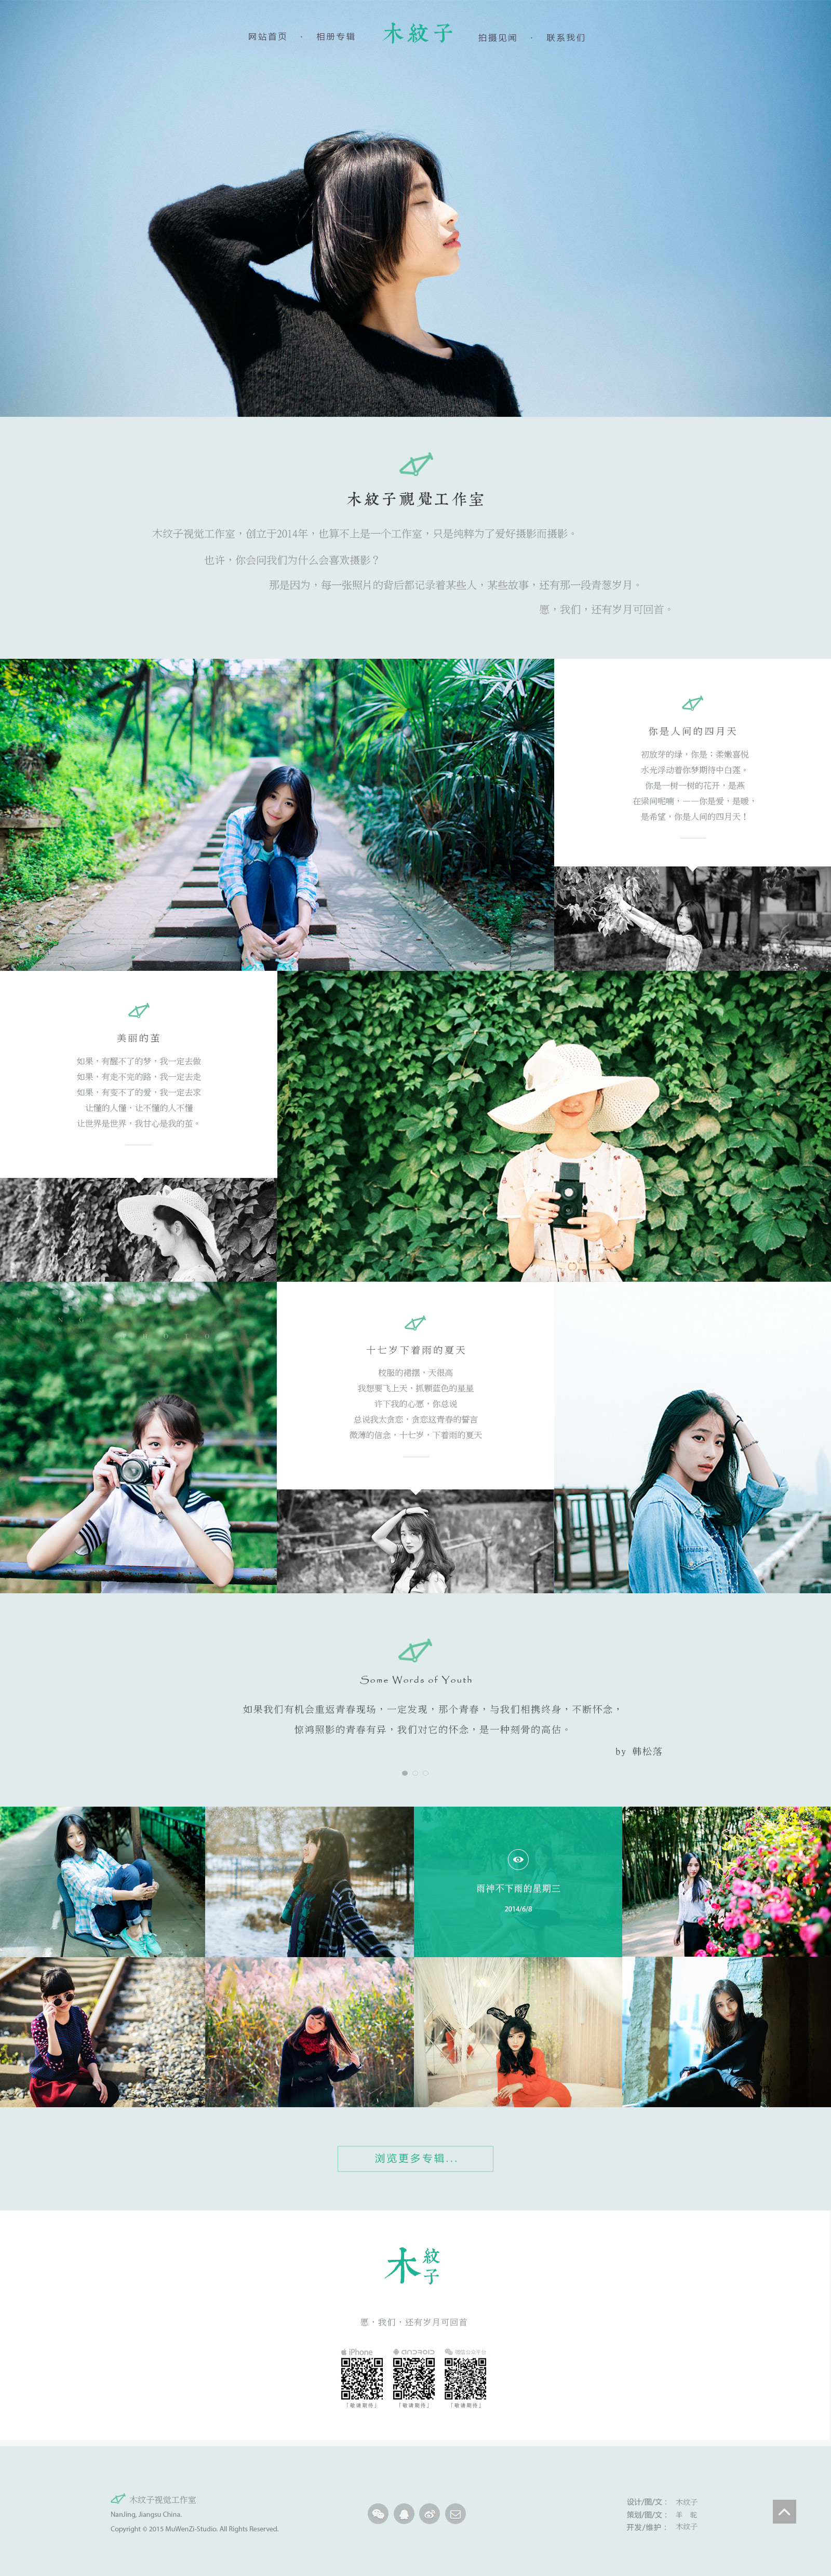 网站首页 · 相册专辑 木紋子 拍摄见闻 · 联系我们
木紋子視覺工作室
木纹子视觉工作室，创立于2014年，也算不上是一个工作室，只是纯粹为了爱好摄影而摄影。
也许，你会问我们为什么会喜欢摄影？
那是因为，每一张照片的背后都记录着某些人，某些故事，还有那一段青葱岁月。
愿，我们，还有岁月可回首。
你是人间的四月天
初放芽的绿，你是；柔嫩喜悦
水光浮动着你梦期待中白莲。
你是一树一树的花开，是燕
在梁间呢喃，——你是爱，是暖，
是希望，你是人间的四月天！
美丽的茧
如果，有醒不了的梦，我一定去做
如果，有走不完的路，我一定去走
如果，有变不了的爱，我一定去求
让懂的人懂，让不懂的人不懂
让世界是世界，我甘心是我的茧。
十七岁下着雨的夏天
校服的裙摆，天很高
我想要飞上天，抓颗蓝色的星星
许下我的心愿，你总说
总说我太贪恋，贪恋这青春的誓言
微薄的信念，十七岁，下着雨的夏天
Some Words of Youth
如果我们有机会重返青春现场，一定发现，那个青春，与我们相携终身，不断怀念，
惊鸿照影的青春有异，我们对它的怀念，是一种刻骨的高估。
by 韩松落
雨神不下雨的星期三
2014/6/8
浏览更多专辑...
木紋子
愿，我们，还有岁月可回首
iPhone ANDROID 微信公众平台
「敬请期待」 「敬请期待」 「敬请期待」
木纹子视觉工作室
NanJing, Jiangsu China.
Copyright © 2015 MuWenZi-Studio. All Rights Reserved.
设计/图/文： 木纹子
策划/图/文： 羊 驼
开发/维护： 木纹子